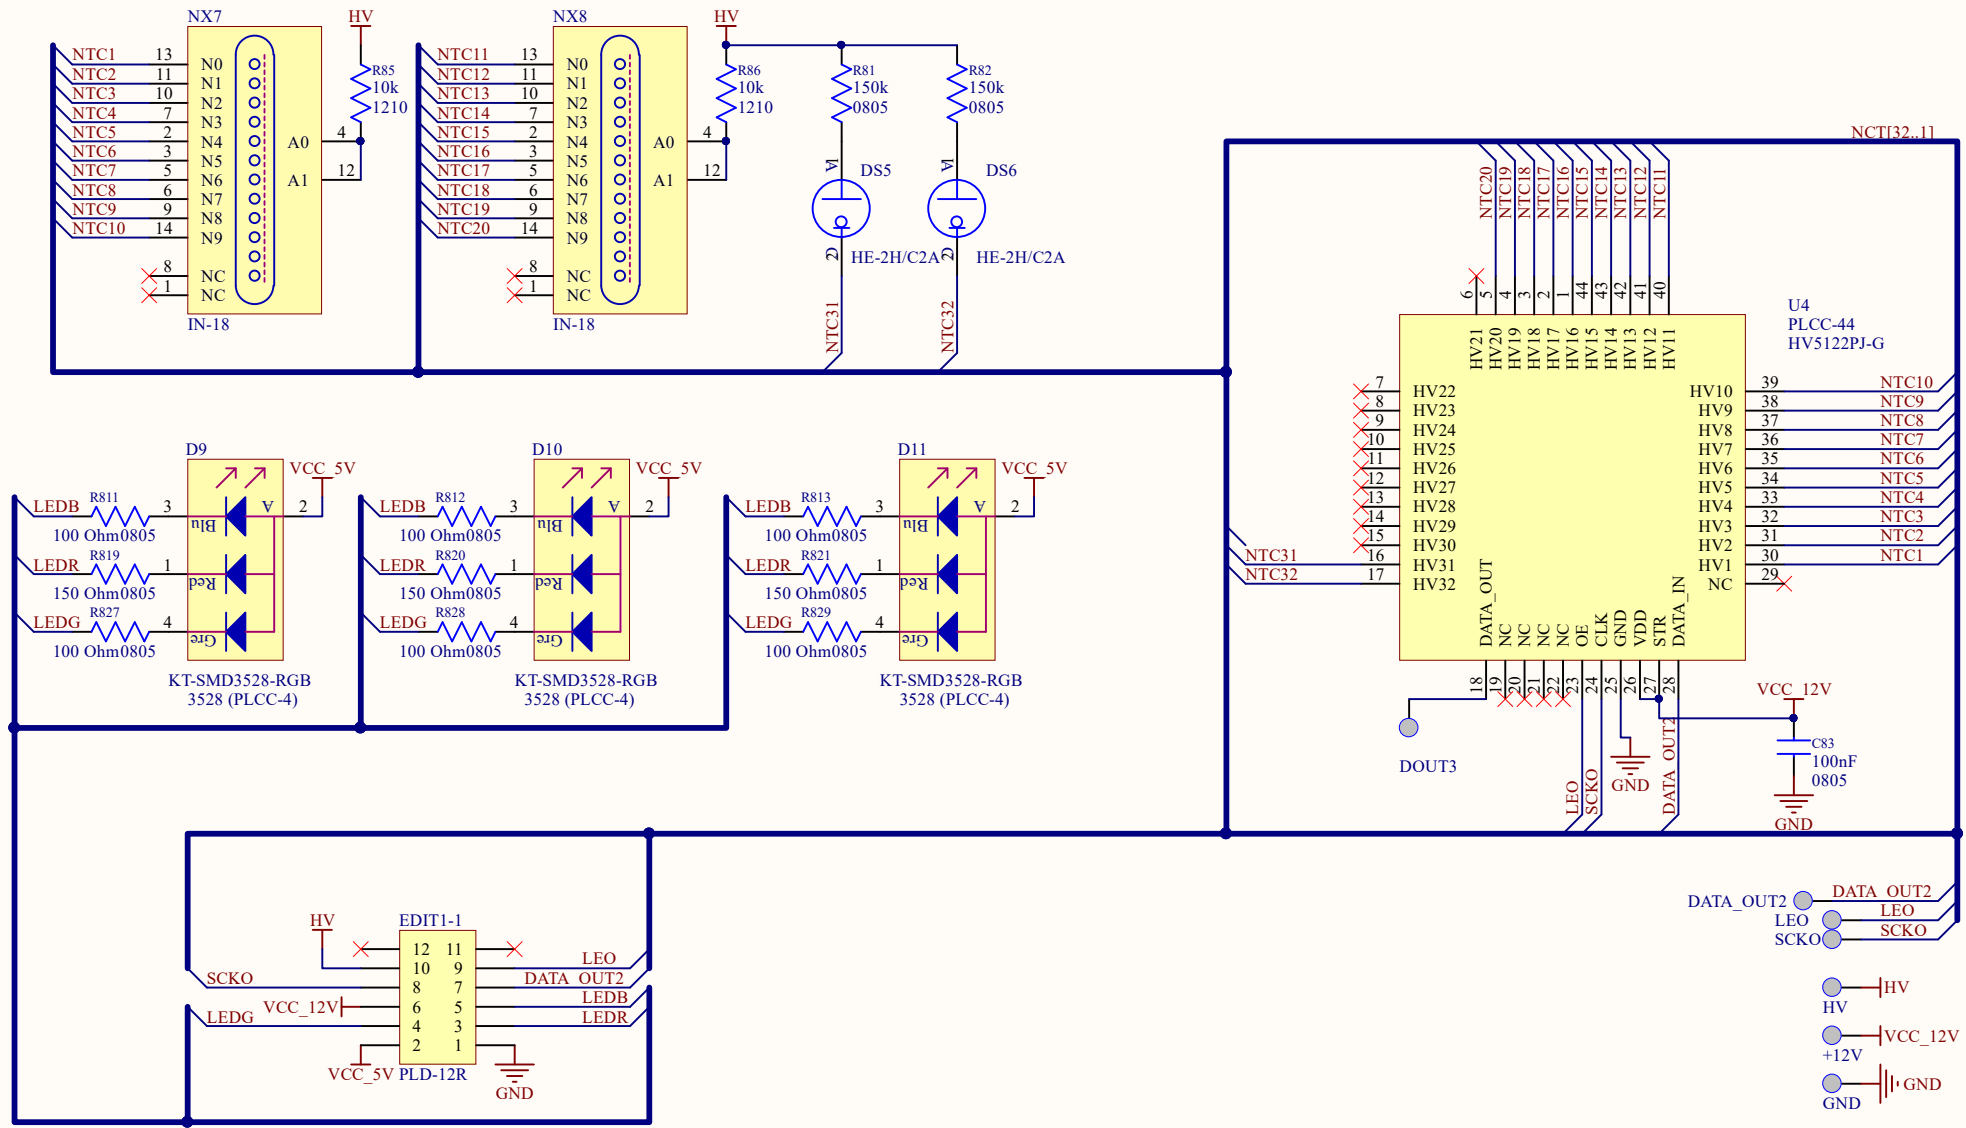 NX7
HV
NTC1 13 N0
NTC2 11 N1
NTC3 10 N2
NTC4 7 N3
NTC5 2 N4
NTC6 3 N5
NTC7 5 N6
NTC8 6 N7
NTC9 9 N8
NTC10 14 N9
8 NC
1 NC
A0 4
A1 12
R85
10k
1210
IN-18
NX8
HV
NTC11 13 N0
NTC12 11 N1
NTC13 10 N2
NTC14 7 N3
NTC15 2 N4
NTC16 3 N5
NTC17 5 N6
NTC18 6 N7
NTC19 9 N8
NTC20 14 N9
8 NC
1 NC
A0 4
A1 12
R86
10k
1210
IN-18
R81
150k
0805
R82
150k
0805
1A
DS5
2C
HE-2H/C2A
NTC31
1A
DS6
2C
HE-2H/C2A
NTC32
NCT[32..1]
NTC20
NTC19
NTC18
NTC17
NTC16
NTC15
NTC14
NTC13
NTC12
NTC11
6 HV21
5 HV20
4 HV19
3 HV18
2 HV17
1 HV16
44 HV15
43 HV14
42 HV13
41 HV12
40 HV11
U4
PLCC-44
HV5122PJ-G
7 HV22
8 HV23
9 HV24
10 HV25
11 HV26
12 HV27
13 HV28
14 HV29
15 HV30
NTC31 16 HV31
NTC32 17 HV32
HV10 39 NTC10
HV9 38 NTC9
HV8 37 NTC8
HV7 36 NTC7
HV6 35 NTC6
HV5 34 NTC5
HV4 33 NTC4
HV3 32 NTC3
HV2 31 NTC2
HV1 30 NTC1
NC 29
DATA_OUT 18
NC 19
NC 20
NC 21
NC 22
OE 23
CLK 24
GND 25
VDD 26
STR 27
DATA_IN 28
DOUT3
LEO
SCKO
GND
DATA_OUT2
VCC_12V
C83
100nF
0805
GND
D9
VCC_5V
LEDB R811 3 Blu A 2
100 Ohm0805
LEDR R819 1 Red
150 Ohm0805
LEDG R827 4 Gre
100 Ohm0805
KT-SMD3528-RGB
3528 (PLCC-4)
D10
VCC_5V
LEDB R812 3 Blu A 2
100 Ohm0805
LEDR R820 1 Red
150 Ohm0805
LEDG R828 4 Gre
100 Ohm0805
KT-SMD3528-RGB
3528 (PLCC-4)
D11
VCC_5V
LEDB R813 3 Blu A 2
100 Ohm0805
LEDR R821 1 Red
150 Ohm0805
LEDG R829 4 Gre
100 Ohm0805
KT-SMD3528-RGB
3528 (PLCC-4)
HV
EDIT1-1
12 11
10 9 LEO
SCKO 8 7 DATA_OUT2
VCC_12V 6 5 LEDB
LEDG 4 3 LEDR
2 1
VCC_5V PLD-12R
GND
DATA_OUT2 DATA_OUT2
LEO LEO
SCKO SCKO
HV
HV
VCC_12V
+12V
GND
GND